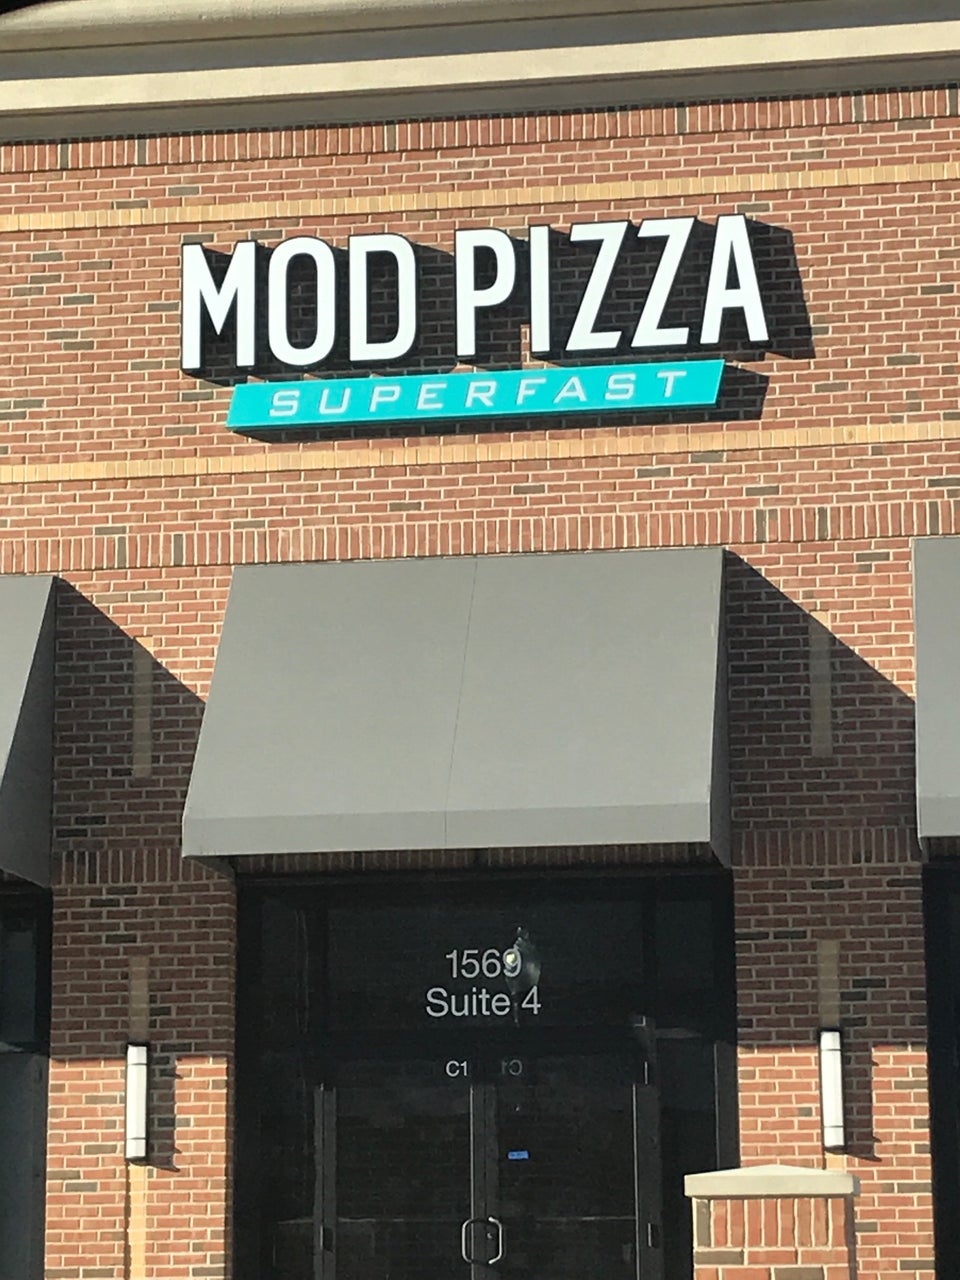 MOD PIZZA
SUPERFAST
1569
Suite 4
C1